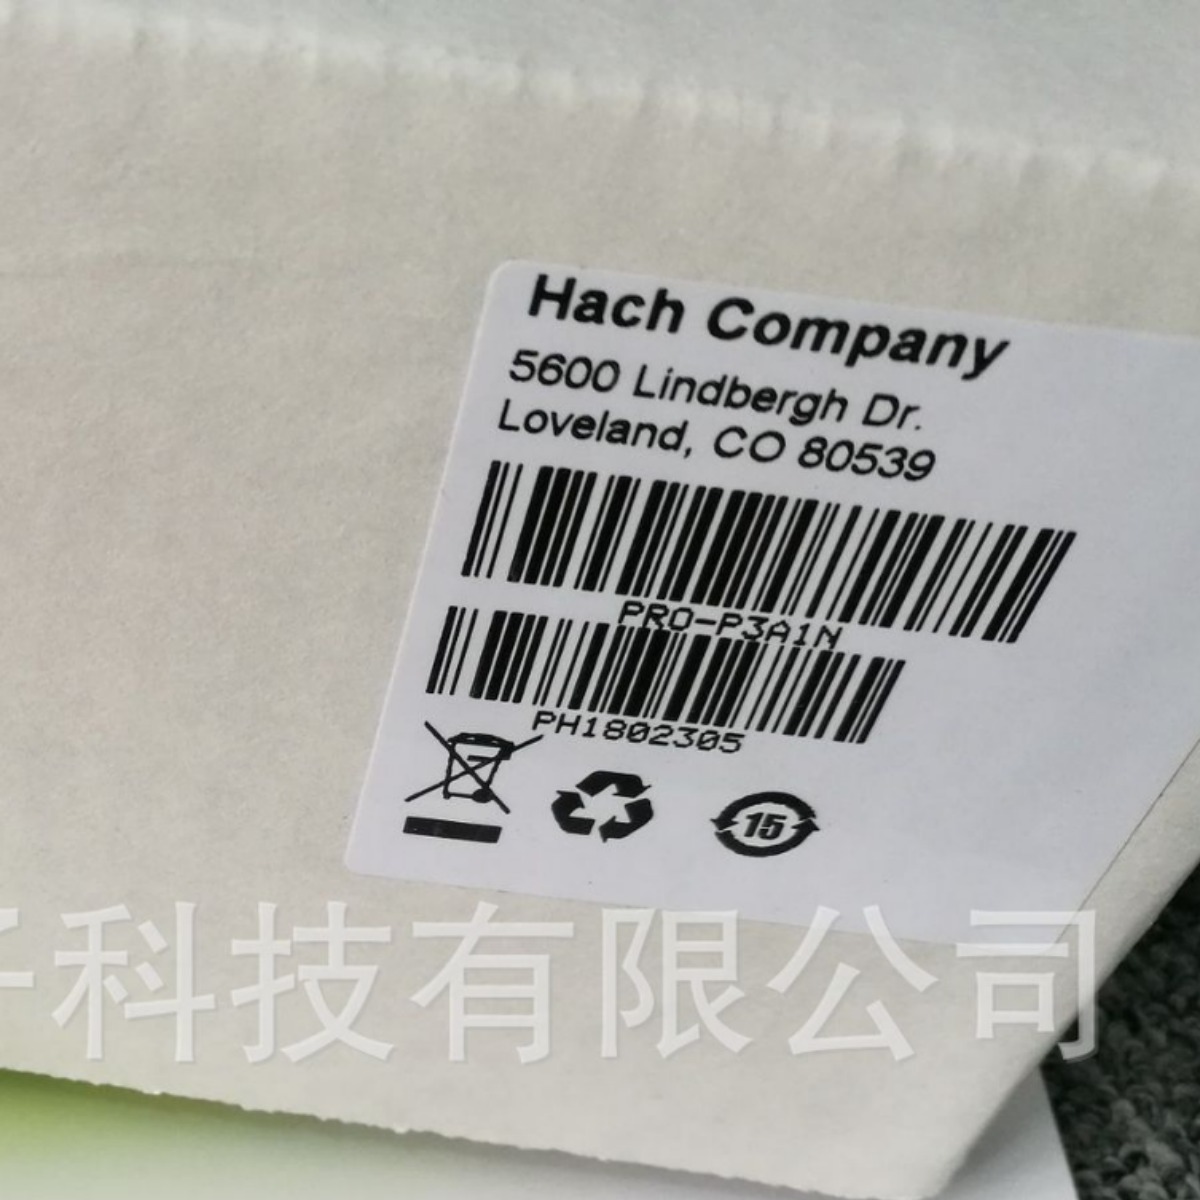 Hach Company
5600 Lindbergh Dr.
Loveland, CO 80539
PRO-P3A1N
PH1802305
15
科技有限公司